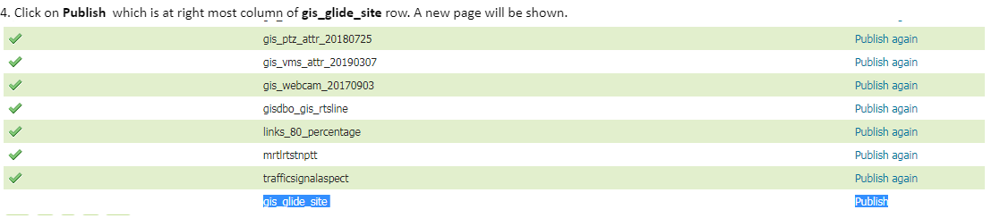 4. Click on Publish which is at right most column of gis_glide_site row. A new page will be shown.
gis_ptz_attr_20180725 Publish again
gis_vms_attr_20190307 Publish again
gis_webcam_20170903 Publish again
gisdbo_gis_rtsline Publish again
links_80_percentage Publish again
mrtlrtstnptt Publish again
trafficsignalaspect Publish again
gis_glide_site Publish